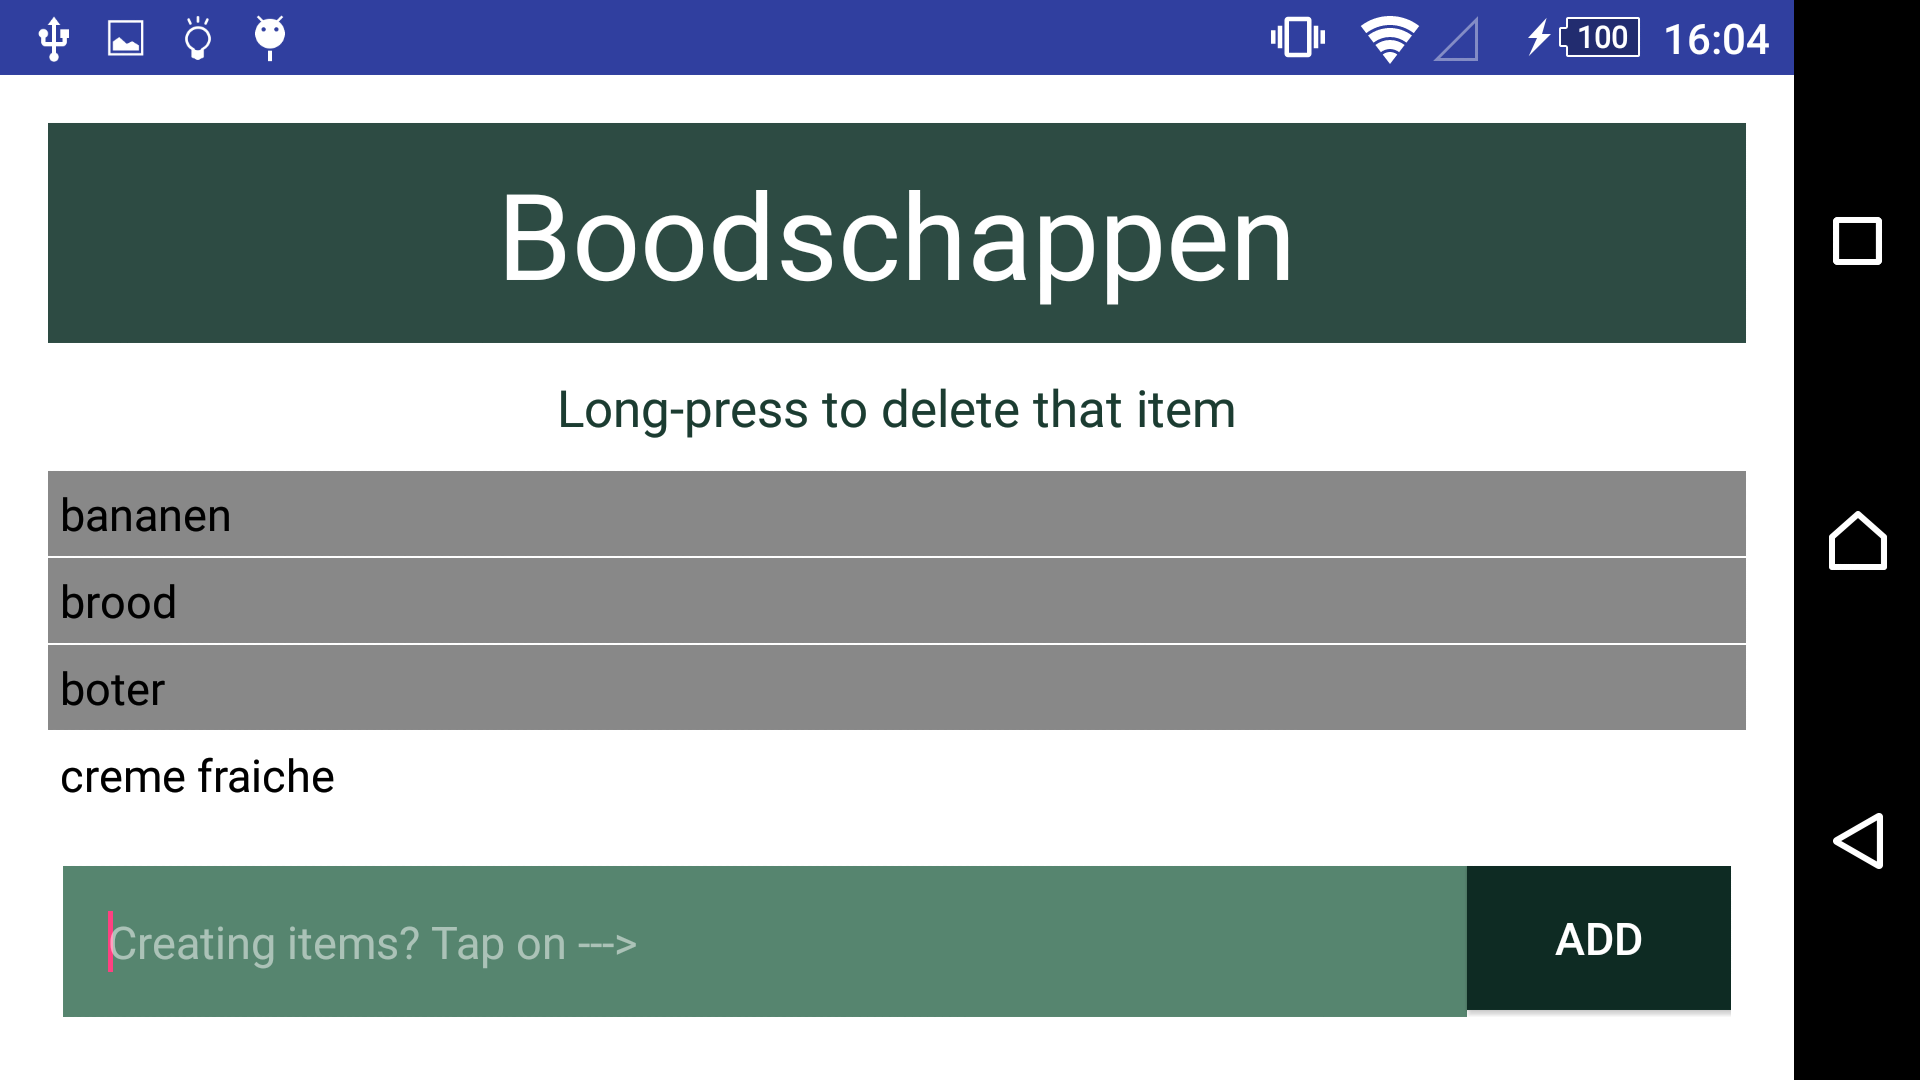 100 16:04
Boodschappen
Long-press to delete that item
bananen
brood
boter
creme fraiche
Creating items? Tap on --->
ADD